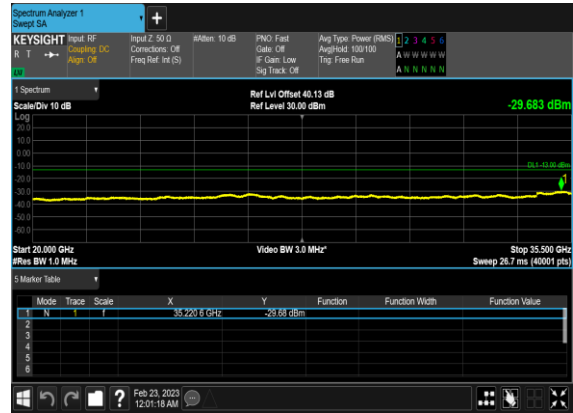 Spectrum Analyzer 1
Swept SA
+
KEYSIGHT Input: RF Input Z: 50 Ω #Atten: 10 dB PNO: Fast Avg Type: Power (RMS) 1 2 3 4 5 6
R T Coupling: DC Corrections: Off Gate: Off Avg|Hold: 100/100 A W W W W W
Align: Off Freq Ref: Int (S) IF Gain: Low Trig: Free Run
Sig Track: Off A N N N N N
1 Spectrum
Ref Lvl Offset 40.13 dB
Scale/Div 10 dB Ref Level 30.00 dBm -29.683 dBm
Log
20.0
10.0
0.00
-10.0
DL1 -13.00 dBm
-20.0
1
-30.0
-40.0
-50.0
-60.0
Start 20.000 GHz Video BW 3.0 MHz* Stop 35.500 GHz
#Res BW 1.0 MHz Sweep 26.7 ms (40001 pts)
5 Marker Table
Mode Trace Scale X Y Function Function Width Function Value
1 N 1 f 35.220 6 GHz -29.68 dBm
2
3
4
5
6
? Feb 23, 2023
12:01:18 AM